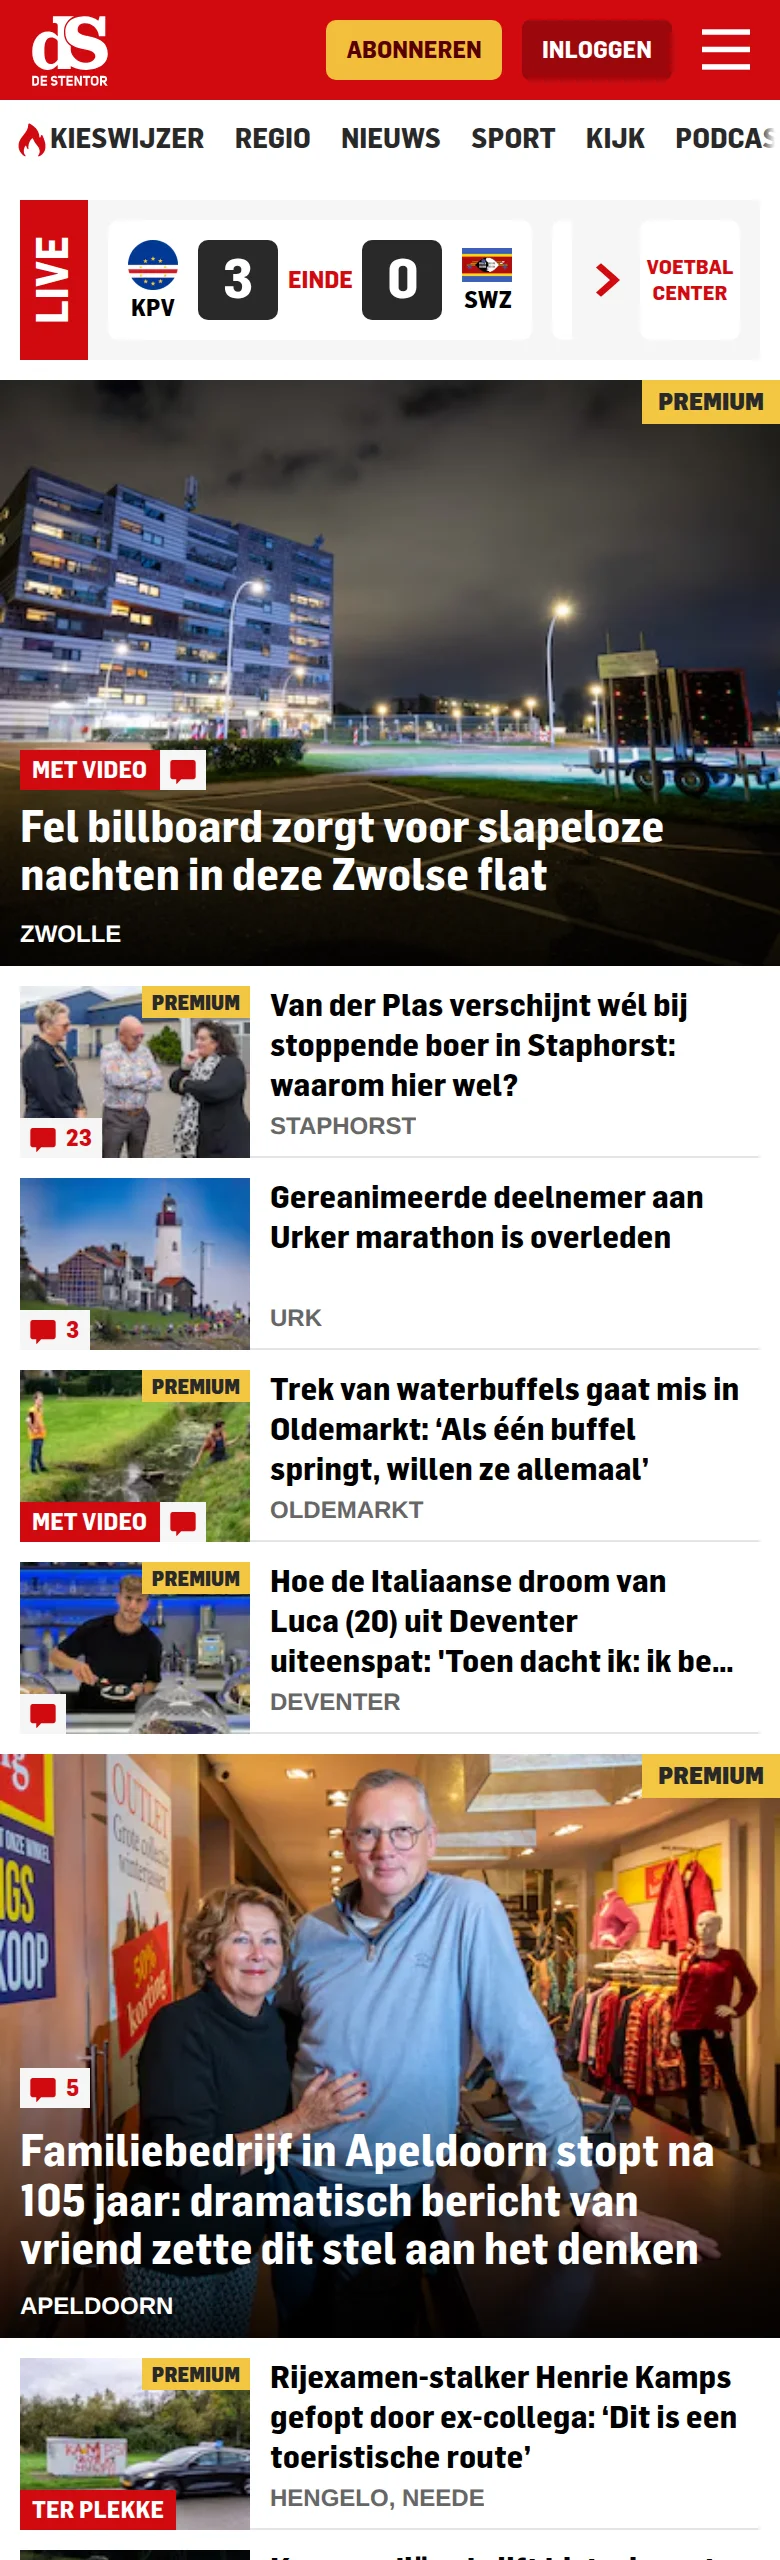 dS
DE STENTOR
ABONNEREN
INLOGGEN
KIESWIJZER REGIO NIEUWS SPORT KIJK
LIVE
KPV
3
EINDE
0
SWZ
VOETBAL
CENTER
PREMIUM
MET VIDEO
Fel billboard zorgt voor slapeloze
nachten in deze Zwolse flat
ZWOLLE
PREMIUM
23
Van der Plas verschijnt wél bij
stoppende boer in Staphorst:
waarom hier wel?
STAPHORST
3
Gereanimeerde deelnemer aan
Urker marathon is overleden
URK
PREMIUM
MET VIDEO
Trek van waterbuffels gaat mis in
Oldemarkt: ‘Als één buffel
springt, willen ze allemaal’
OLDEMARKT
PREMIUM
Hoe de Italiaanse droom van
Luca (20) uit Deventer
uiteenspat: 'Toen dacht ik: ik be...
DEVENTER
PREMIUM
OUTLET
Grote collectie
winterjassen
50%
korting
5
Familiebedrijf in Apeldoorn stopt na
105 jaar: dramatisch bericht van
vriend zette dit stel aan het denken
APELDOORN
PREMIUM
TER PLEKKE
Rijexamen-stalker Henrie Kamps
gefopt door ex-collega: ‘Dit is een
toeristische route’
HENGELO, NEEDE